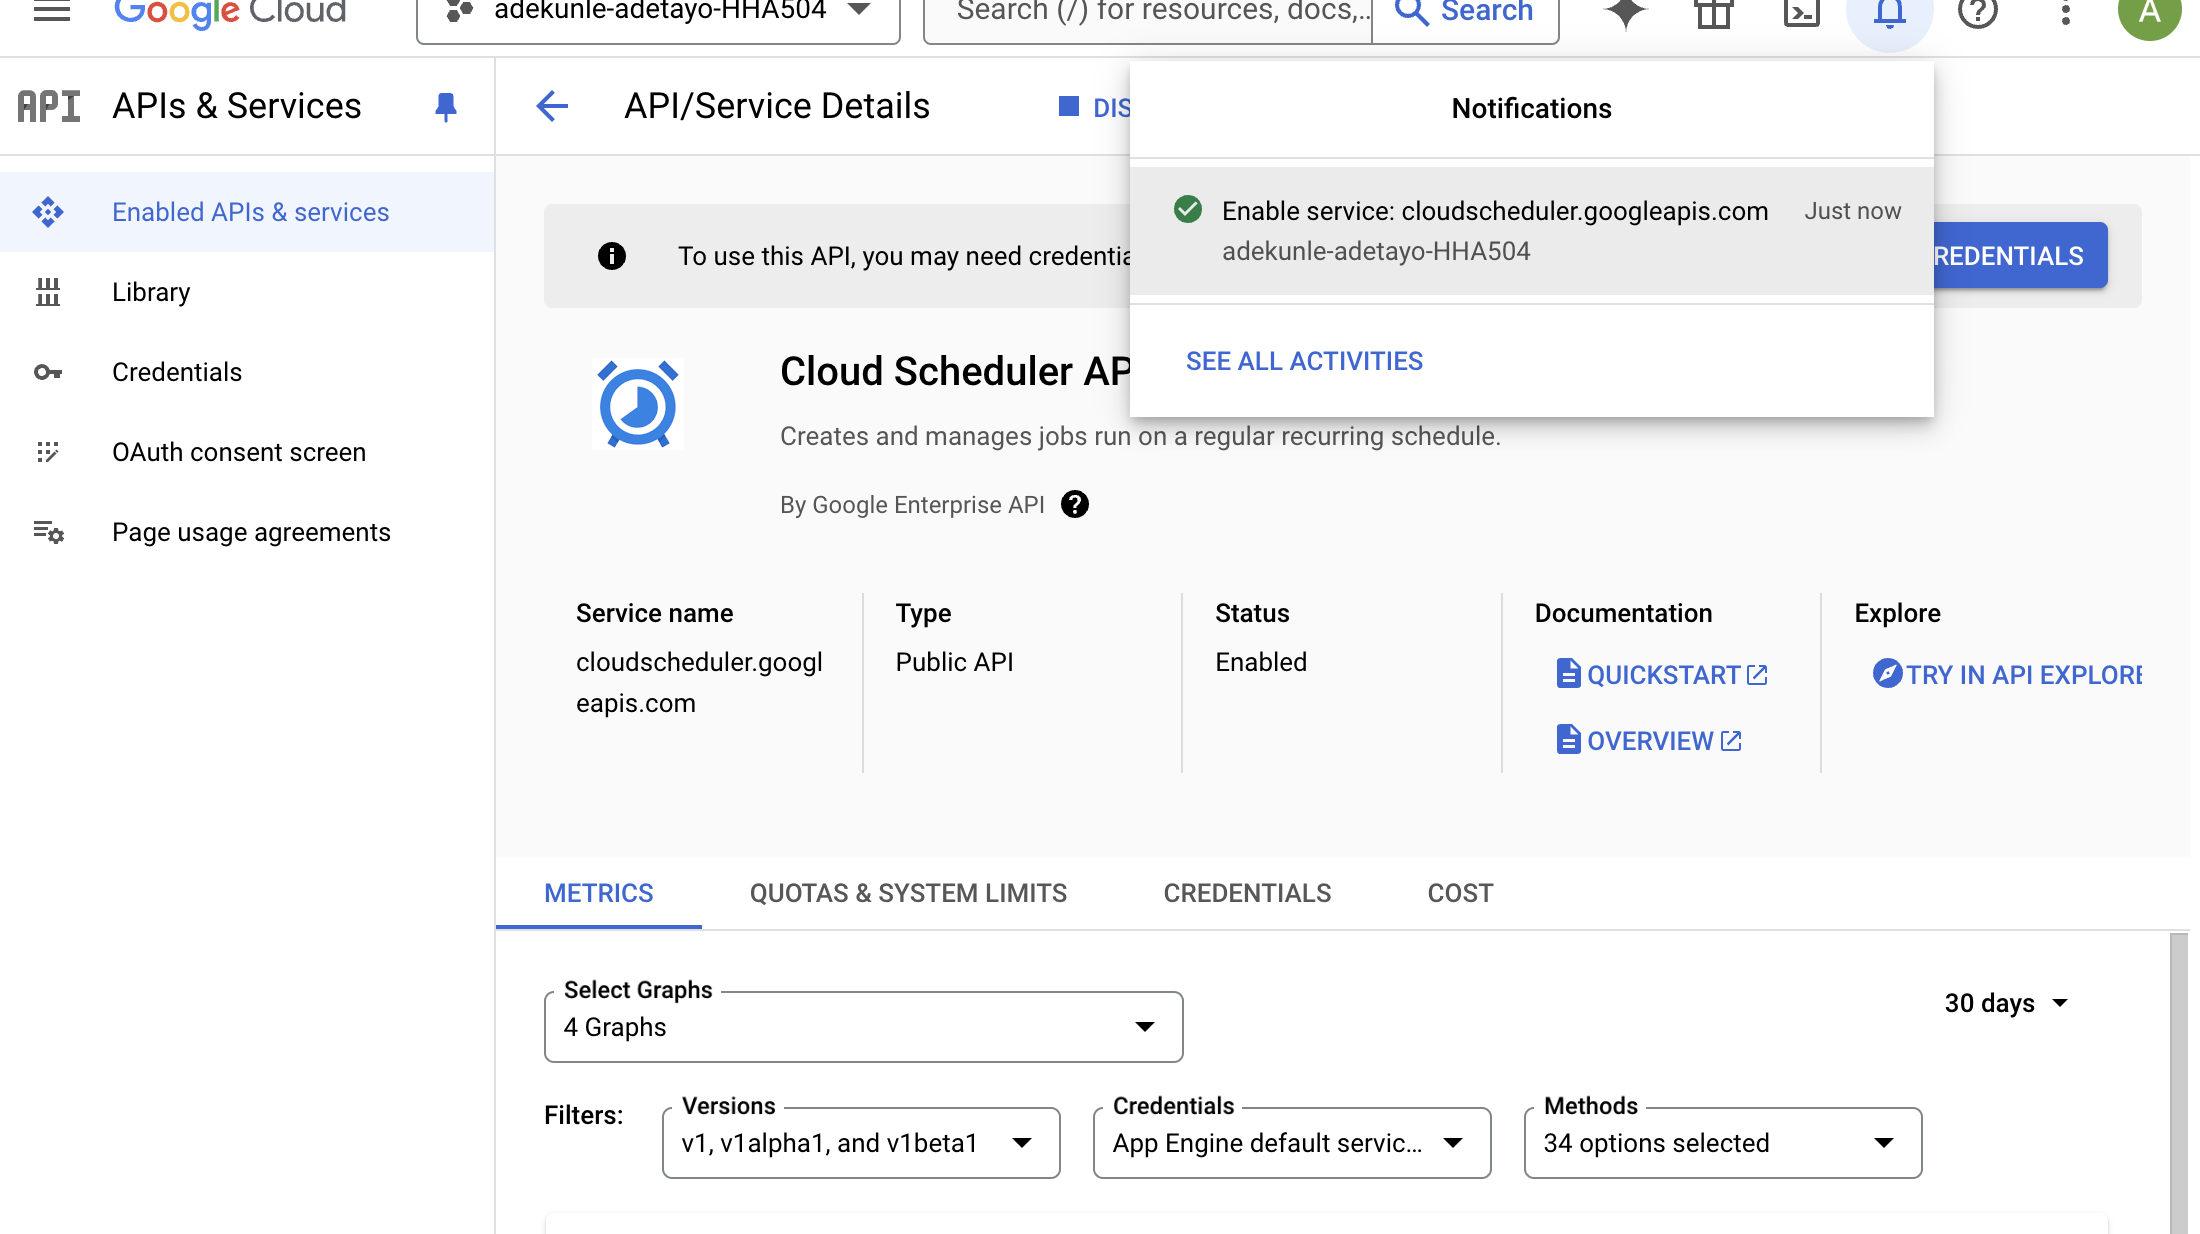 Google Cloud
adekunle-adetayo-HHA504
Search (/) for resources, docs,...
Search
A
API
APIs & Services
API/Service Details
DIS
Notifications
Enable service: cloudscheduler.googleapis.com
Just now
adekunle-adetayo-HHA504
SEE ALL ACTIVITIES
Enabled APIs & services
Library
Credentials
OAuth consent screen
Page usage agreements
To use this API, you may need credentia
REDENTIALS
Cloud Scheduler AP
Creates and manages jobs run on a regular recurring schedule.
By Google Enterprise API
Service name
cloudscheduler.googl
eapis.com
Type
Public API
Status
Enabled
Documentation
QUICKSTART
OVERVIEW
Explore
TRY IN API EXPLORE
METRICS
QUOTAS & SYSTEM LIMITS
CREDENTIALS
COST
Select Graphs
4 Graphs
30 days
Filters:
Versions
v1, v1alpha1, and v1beta1
Credentials
App Engine default servic...
Methods
34 options selected